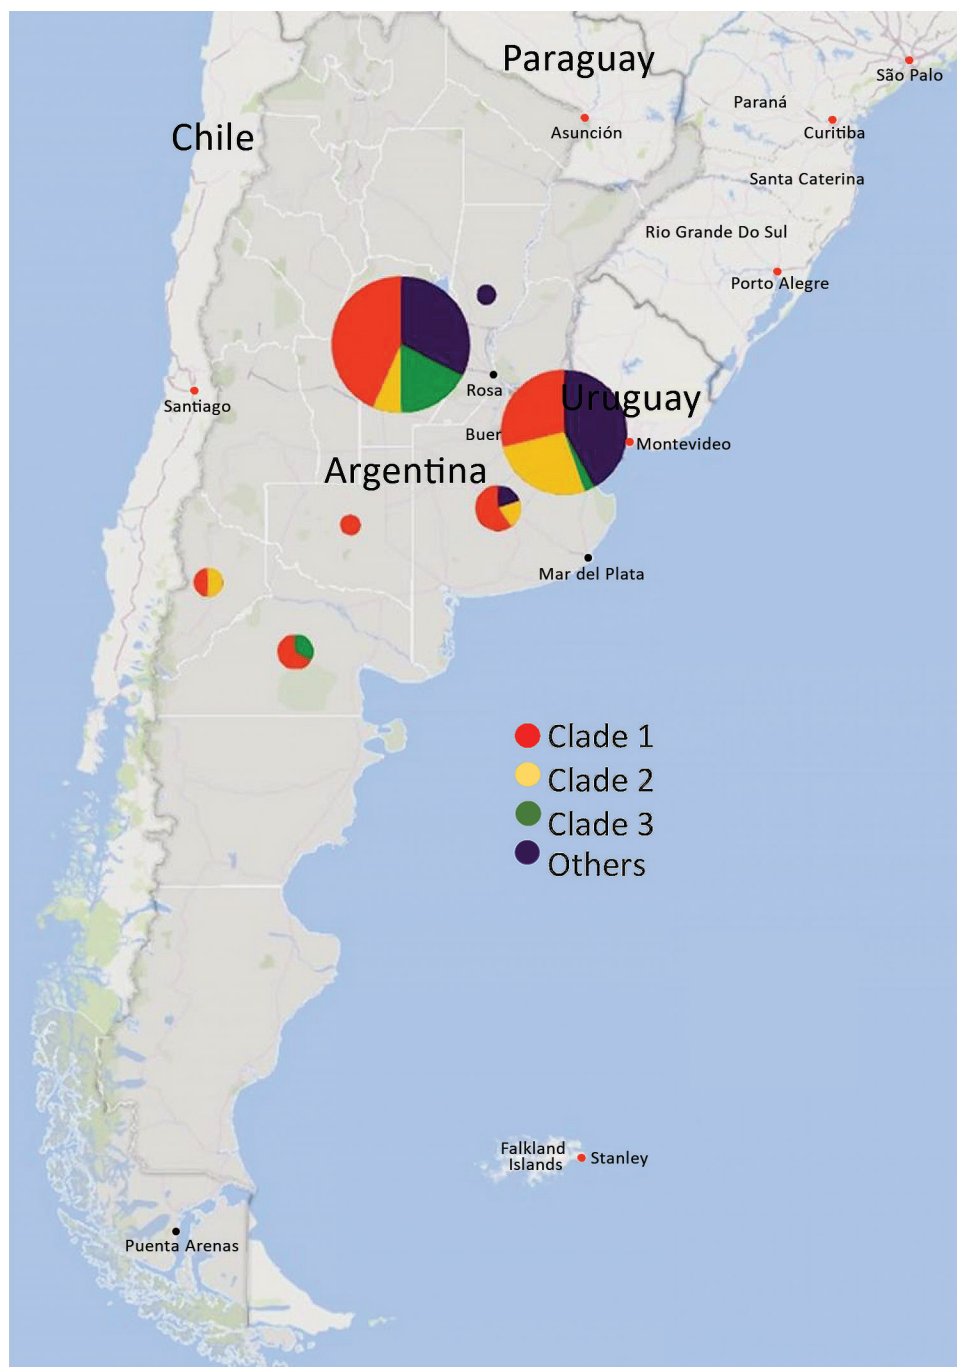 Paraguay
São Palo
Paraná
Asunción
Curitiba
Chile
Santa Caterina
Rio Grande Do Sul
Porto Alegre
Rosa
Santiago
Uruguay
Buer
Montevideo
Argentina
Mar del Plata
Clade 1
Clade 2
Clade 3
Others
Falkland
Islands
Stanley
Puenta Arenas